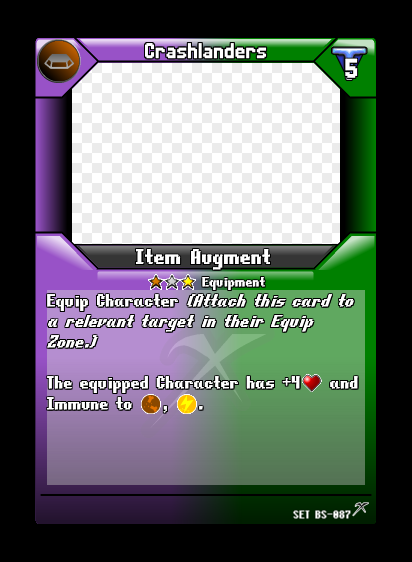 Crashlanders
5
Item Augment
Equipment
Equip Character (Attach this card to
a relevant target in their Equip
Zone.)
The equipped Character has +4 and
Immune to , .
SET BS-087